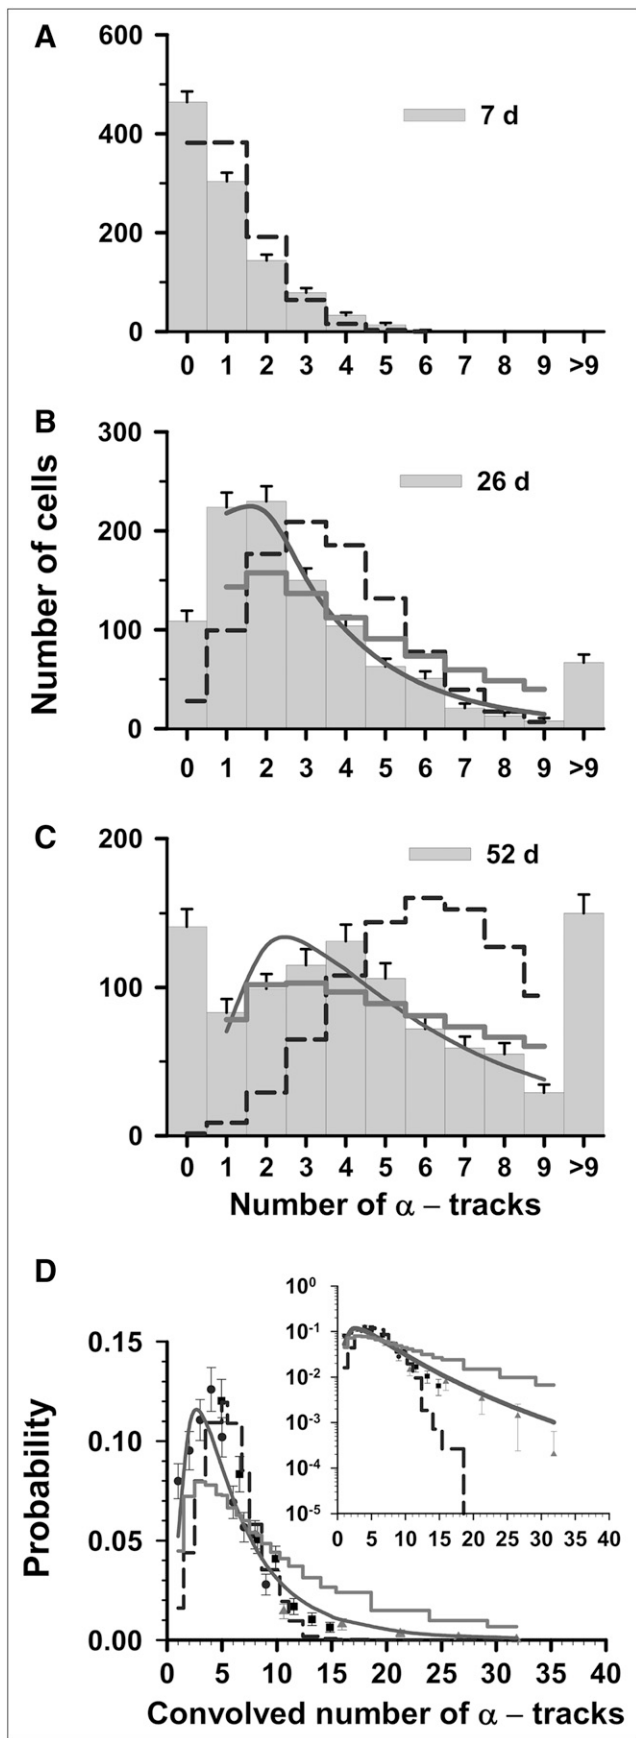 A
600
400
200
0
7 d
0 1 2 3 4 5 6 7 8 9 >9
B
300
200
100
0
26 d
0 1 2 3 4 5 6 7 8 9 >9
Number of cells
C
200
100
0
52 d
0 1 2 3 4 5 6 7 8 9 >9
Number of α – tracks
D
0.15
0.10
0.05
0.00
Probability
10⁰
10⁻¹
10⁻²
10⁻³
10⁻⁴
10⁻⁵
0 5 10 15 20 25 30 35 40
0 5 10 15 20 25 30 35 40
Convolved number of α – tracks